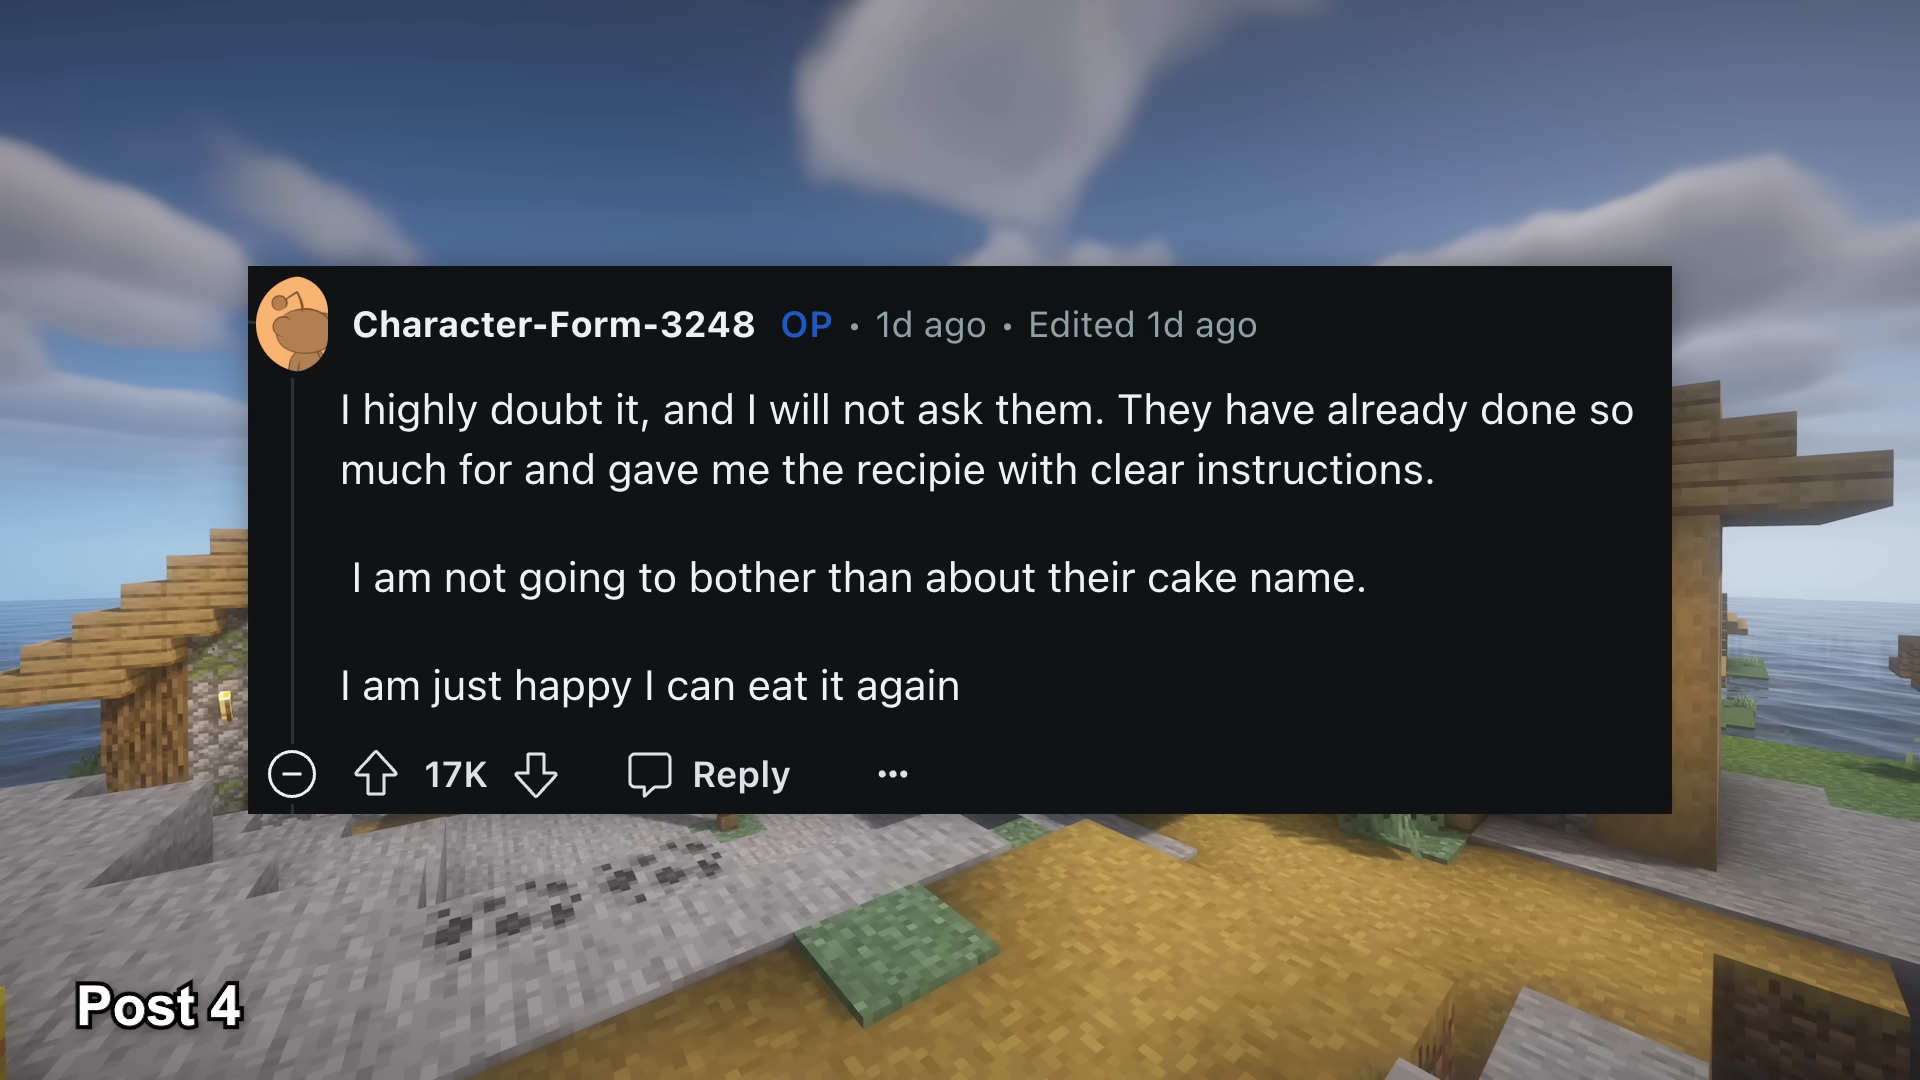 Character-Form-3248 OP • 1d ago • Edited 1d ago
I highly doubt it, and I will not ask them. They have already done so
much for and gave me the recipie with clear instructions.
I am not going to bother than about their cake name.
I am just happy I can eat it again
17K Reply ...
Post 4